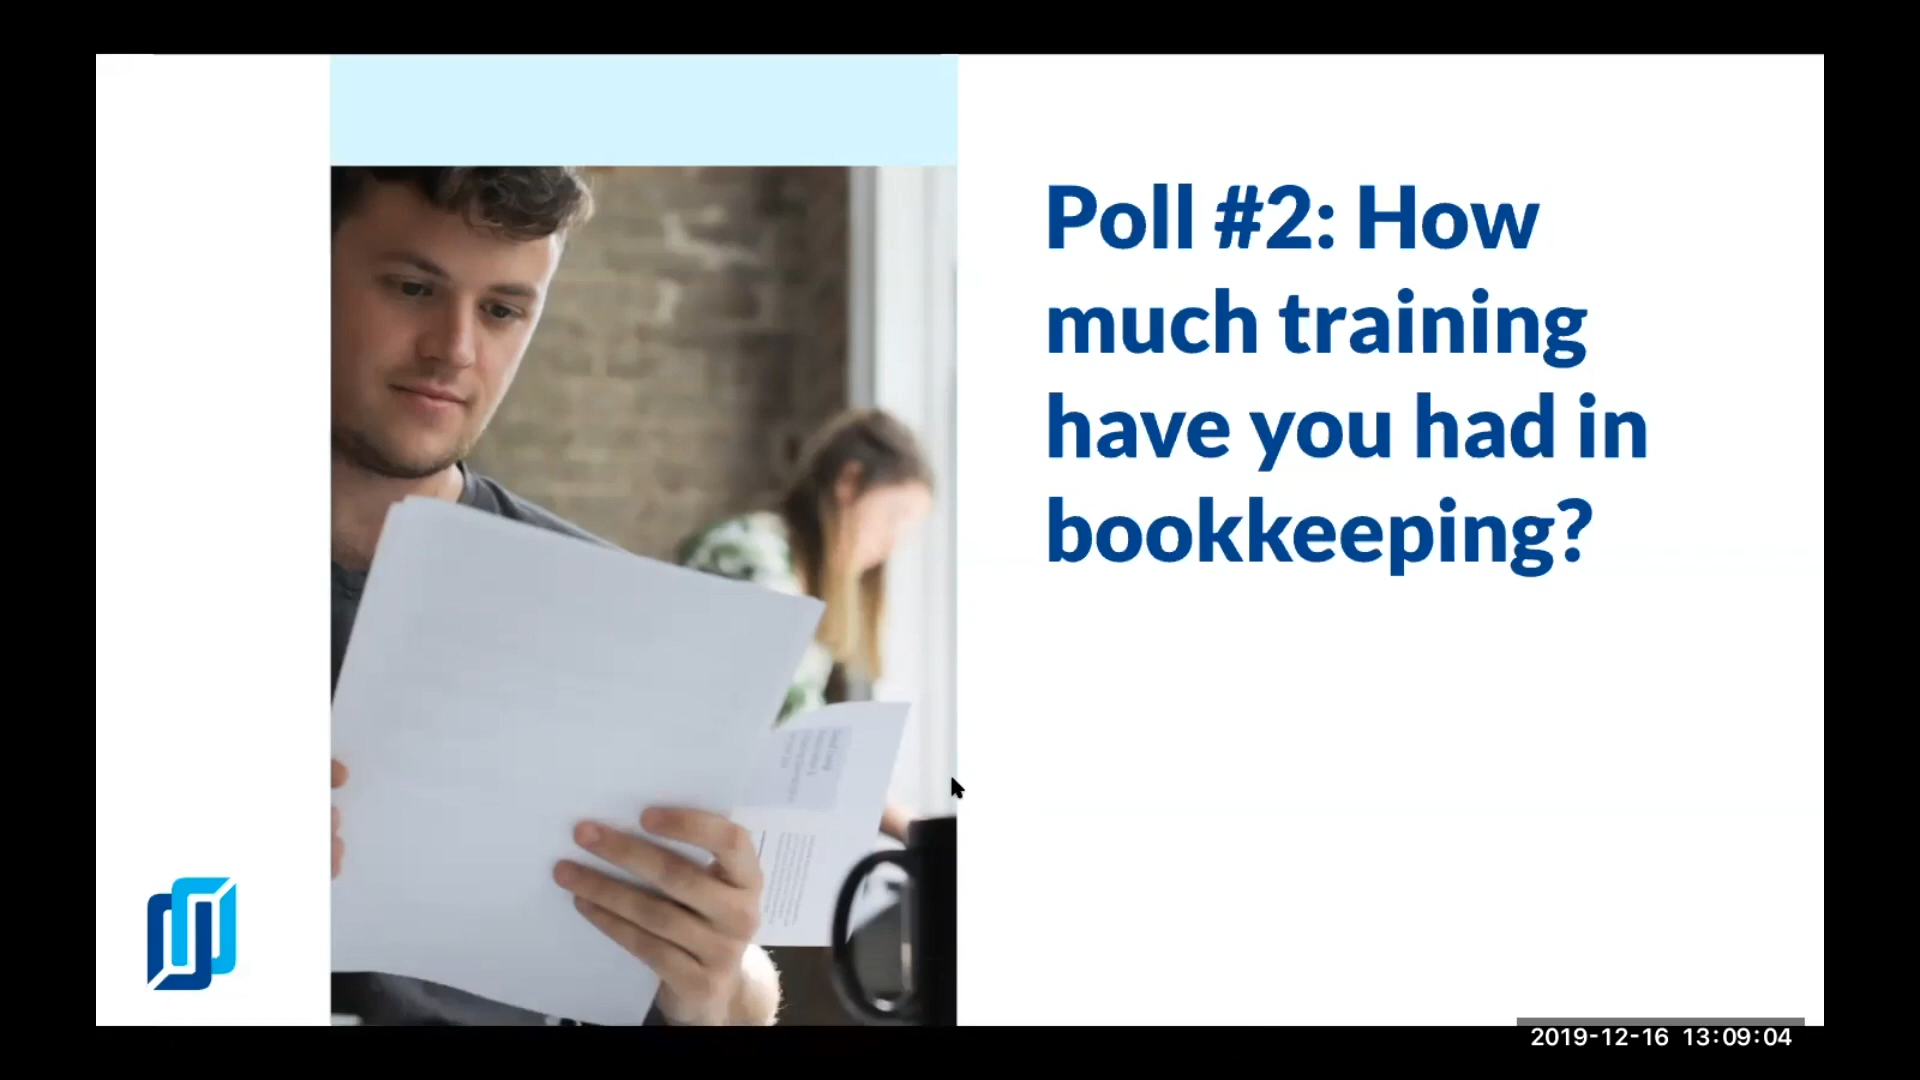 Poll #2: How
much training
have you had in
bookkeeping?
2019-12-16 13:09:04